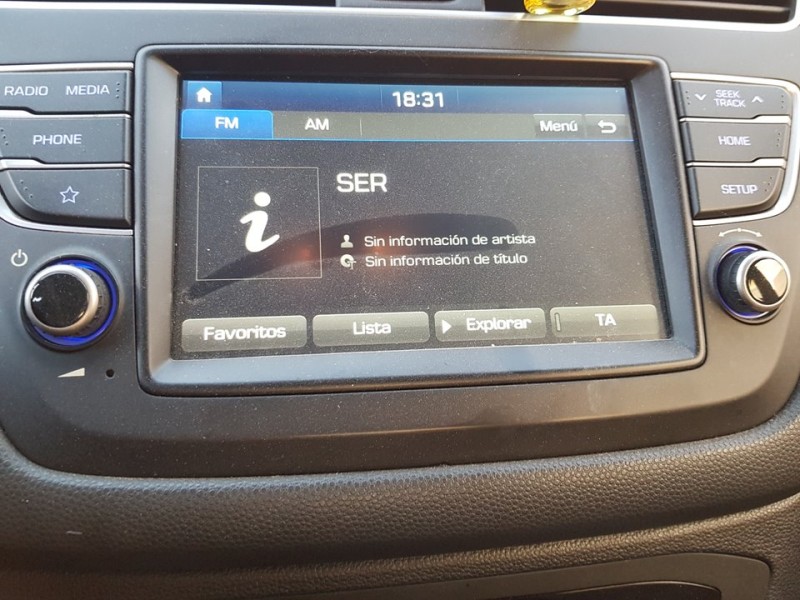 RADIO MEDIA
PHONE
18:31
FM AM Menú
SER
Sin información de artista
Sin información de título
Favoritos Lista Explorar TA
SEEK
TRACK
HOME
SETUP